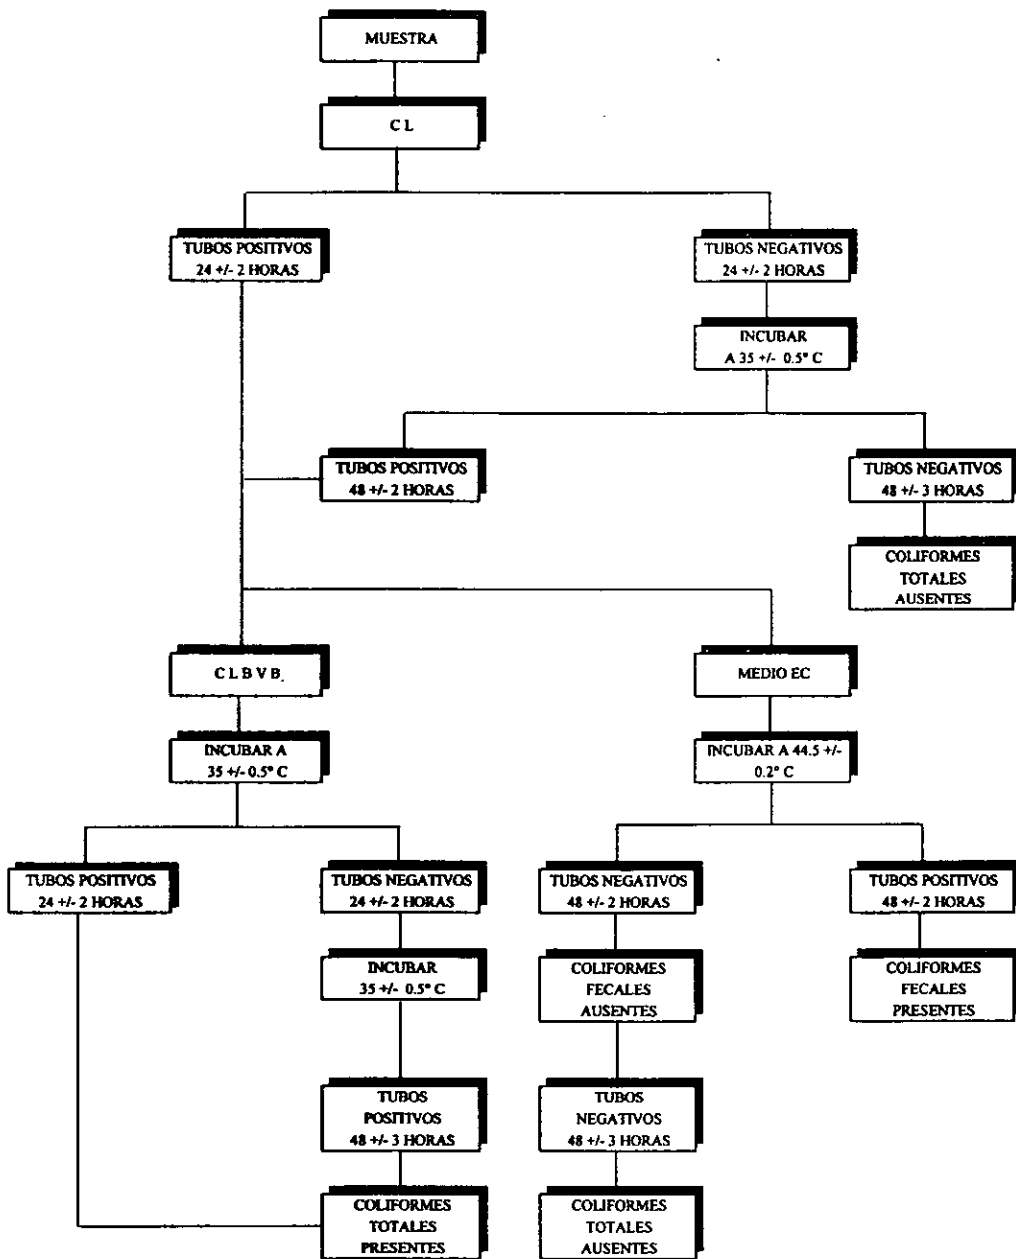 MUESTRA
C L
TUBOS POSITIVOS
24 +/- 2 HORAS
TUBOS NEGATIVOS
24 +/- 2 HORAS
INCUBAR
A 35 +/- 0.5° C
TUBOS POSITIVOS
48 +/- 2 HORAS
TUBOS NEGATIVOS
48 +/- 3 HORAS
COLIFORMES
TOTALES
AUSENTES
C L B V B
MEDIO EC
INCUBAR A
35 +/- 0.5° C
INCUBAR A 44.5 +/-
0.2° C
TUBOS POSITIVOS
24 +/- 2 HORAS
TUBOS NEGATIVOS
24 +/- 2 HORAS
TUBOS NEGATIVOS
48 +/- 2 HORAS
TUBOS POSITIVOS
48 +/- 2 HORAS
INCUBAR
35 +/- 0.5° C
COLIFORMES
FECALES
AUSENTES
COLIFORMES
FECALES
PRESENTES
TUBOS
POSITIVOS
48 +/- 3 HORAS
TUBOS
NEGATIVOS
48 +/- 3 HORAS
COLIFORMES
TOTALES
PRESENTES
COLIFORMES
TOTALES
AUSENTES